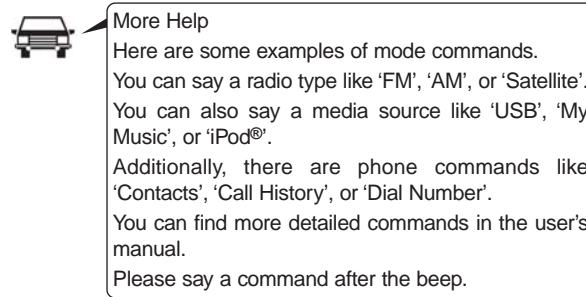 More Help
Here are some examples of mode commands.
You can say a radio type like ‘FM’, ‘AM’, or ‘Satellite’.
You can also say a media source like ‘USB’, ‘My
Music’, or ‘iPod®’.
Additionally, there are phone commands like
‘Contacts’, ‘Call History’, or ‘Dial Number’.
You can find more detailed commands in the user’s
manual.
Please say a command after the beep.